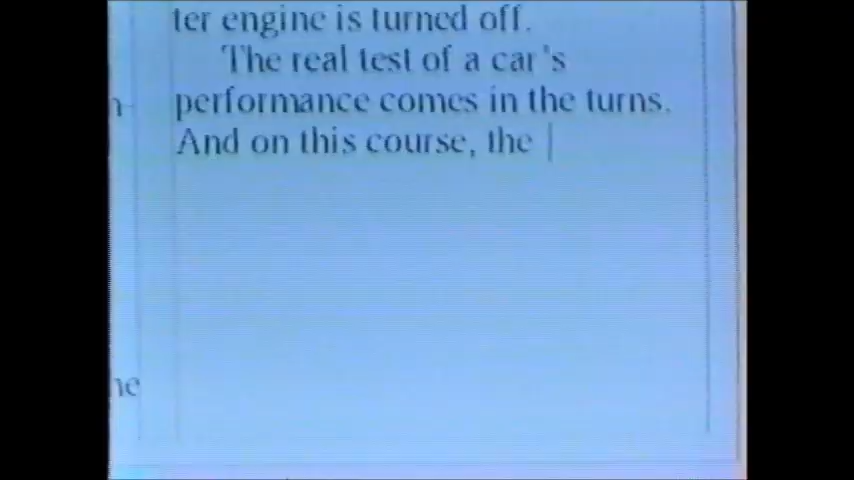 ter engine is turned off.
The real test of a car's
performance comes in the turns.
And on this course, the